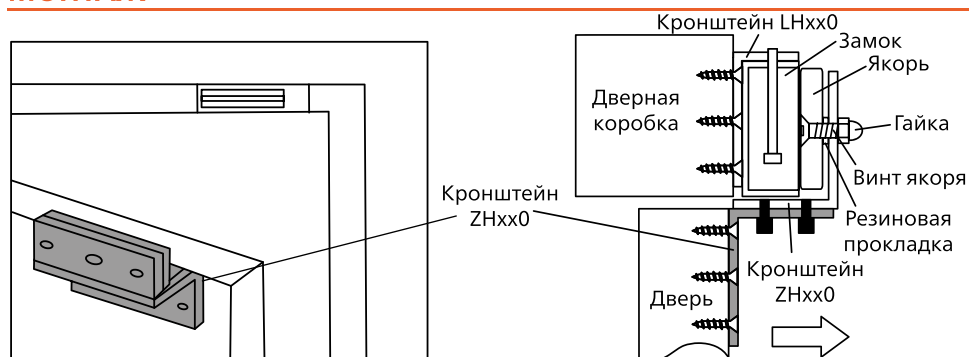 Кронштейн LHxx0
Замок
Якорь
Дверная
коробка
Гайка
Винт якоря
Кронштейн
ZHxx0
Резиновая
прокладка
Кронштейн
ZHxx0
Дверь